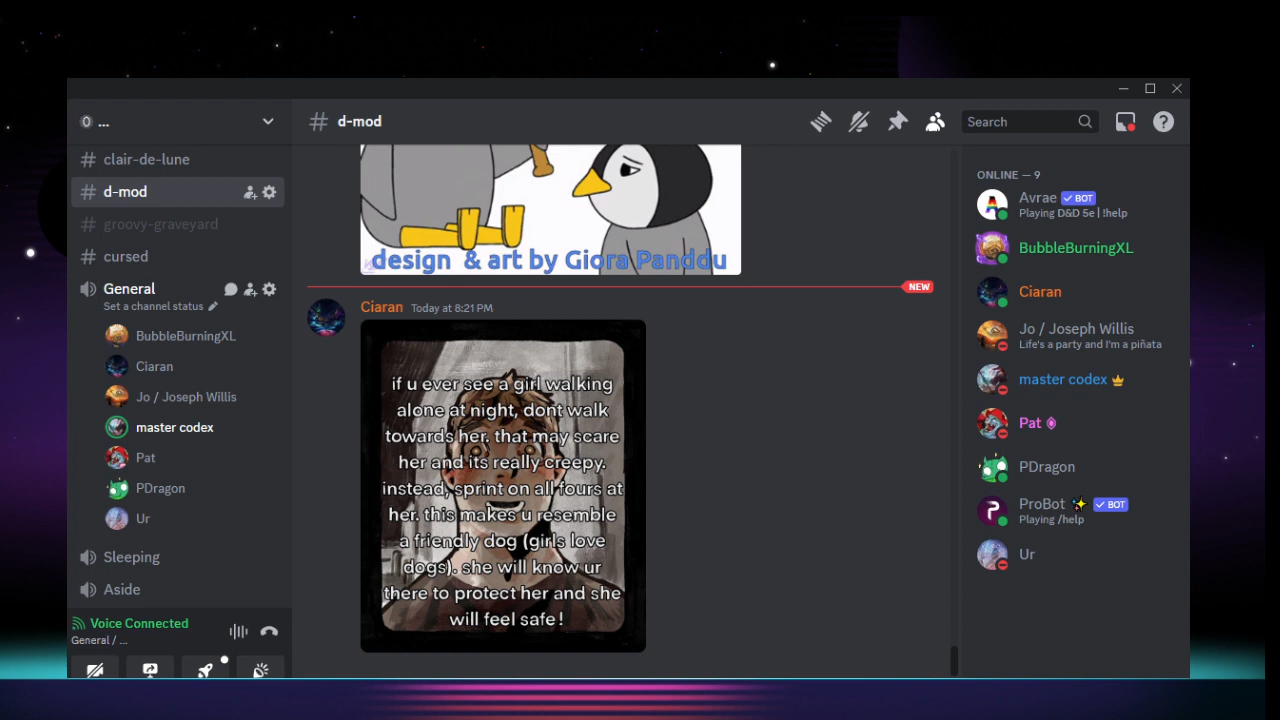 ...
clair-de-lune
d-mod
groovy-graveyard
cursed
General
Set a channel status
BubbleBurningXL
Ciaran
Jo / Joseph Willis
master codex
Pat
PDragon
Ur
Sleeping
Aside
Voice Connected
General / ...
# d-mod
Search
design & art by Giora Panddu
NEW
Ciaran Today at 8:21 PM
if u ever see a girl walking
alone at night, dont walk
towards her. that may scare
her and its really creepy.
instead, sprint on all fours at
her. this makes u resemble
a friendly dog (girls love
dogs). she will know ur
there to protect her and she
will feel safe!
ONLINE — 9
Avrae ✓ BOT
Playing D&D 5e | !help
BubbleBurningXL
Ciaran
Jo / Joseph Willis
Life's a party and I'm a piñata
master codex
Pat
PDragon
ProBot ✨ ✓ BOT
Playing /help
Ur